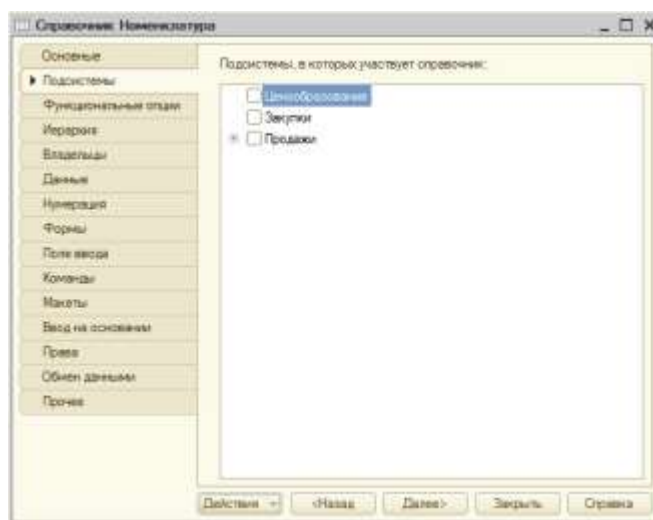 Справочник Номенклатура
Основные
Подсистемы
Функциональные опции
Иерархия
Владельцы
Данные
Нумерация
Формы
Поле ввода
Команды
Макеты
Ввод на основании
Права
Обмен данными
Прочее
Подсистемы, в которых участвует справочник:
Ценообразование
Закупки
Продажи
Действия
<Назад
Далее>
Закрыть
Справка